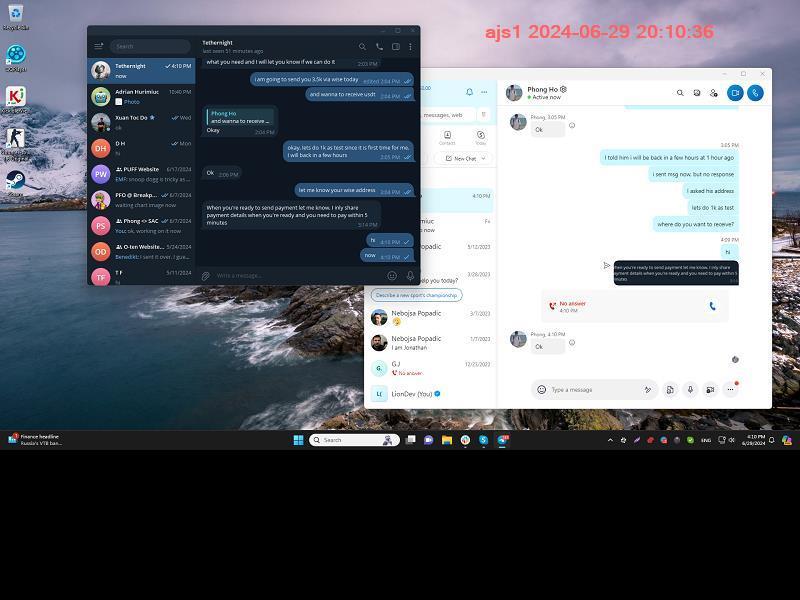 ajs1 2024-06-29 20:10:36
Search
Tethernight
4:10 PM
now
Adrian Hurimiuc
10:40 PM
Photo
Xuan Toc Do
Wed
ok
D H
Mon
hi
PUFF Website
6/17/2024
EMF: snoop dogg is tricky as...
PFO @ Breakp...
6/7/2024
waiting chart image now
Phong <> SAC
6/7/2024
You: ok, working on it now
O-ten Website...
5/24/2024
Benedikt: I sent it over. I gue...
T F
5/11/2024
hi
PW
PS
OD
TF
DH
Tethernight
last seen 51 minutes ago
what you need and I will let you know if we can do it
2:03 PM
i am going to send you 3.5k via wise today
edited 2:04 PM
and wanna to receive usdt
2:04 PM
Phong Ho
and wanna to receive ...
Okay
2:04 PM
okay. lets do 1k as test since it is first time for me.
I will back in a few hours
2:05 PM
Ok
2:06 PM
let me know your wise address
3:04 PM
When you're ready to send payment let me know. I inly share
payment details when you're ready and you need to pay within 5
minutes
3:14 PM
hi
4:10 PM
now
4:10 PM
Write a message...
messages, web
Contacts
Today
New Chat
4:10 PM
Fri
now
5/12/2023
3/28/2023
help you today?
Describe a new sport's championship
Nebojsa Popadic
3/7/2023
Nebojsa Popadic
1/7/2023
I am Jonathan
G.
GJ
12/23/2022
No answer
L(
LionDev (You)
Phong Ho
Active now
Phong, 3:05 PM
Ok
3:05 PM
I told him i will be back in a few hours at 1 hour ago
i sent msg now. but no response
I asked his address
lets do 1k as test
where do you want to receive?
4:09 PM
hi
When you're ready to send payment let me know. I inly share
payment details when you're ready and you need to pay within 5
minutes
No answer
4:10 PM
Phong, 4:10 PM
Ok
Type a message
Finance headline
Russia's VTB ban...
Search
ENG
4:10 PM
6/29/2024